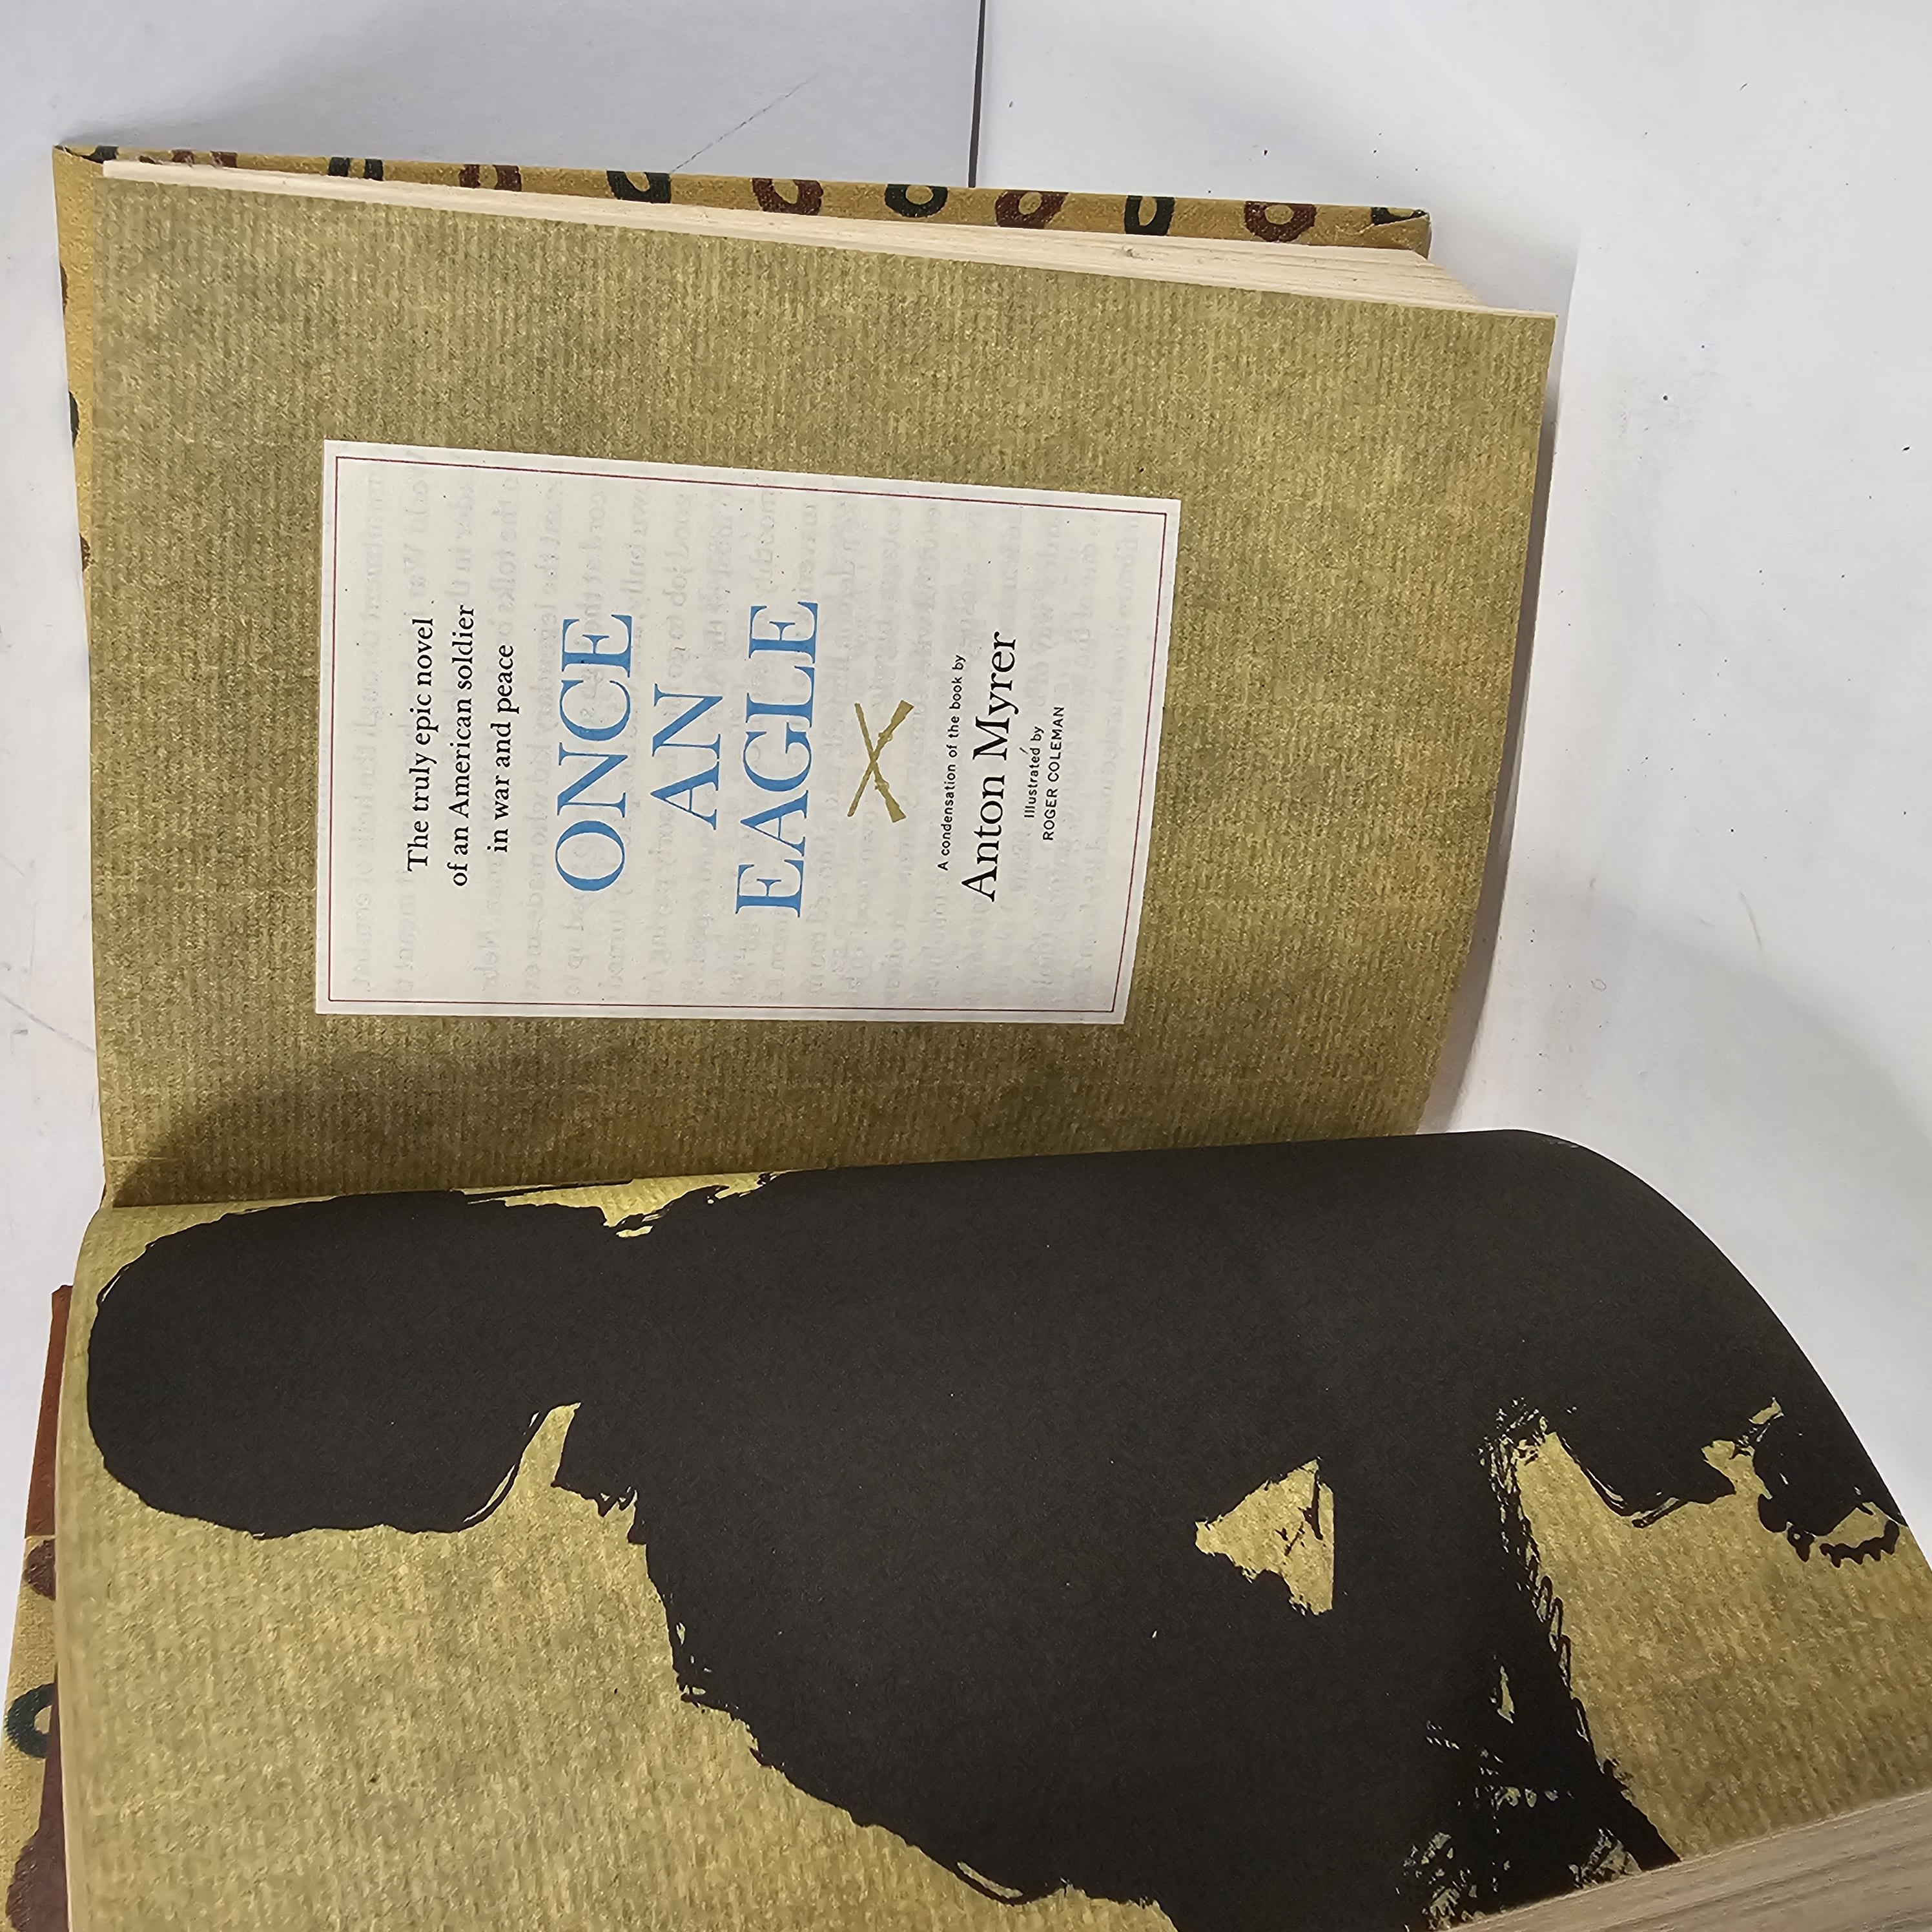 The truly epic novel
of an American soldier
in war and peace
ONCE
AN
EAGLE
A condensation of the book by
Anton Myrer
Illustrated by
ROGER COLEMAN